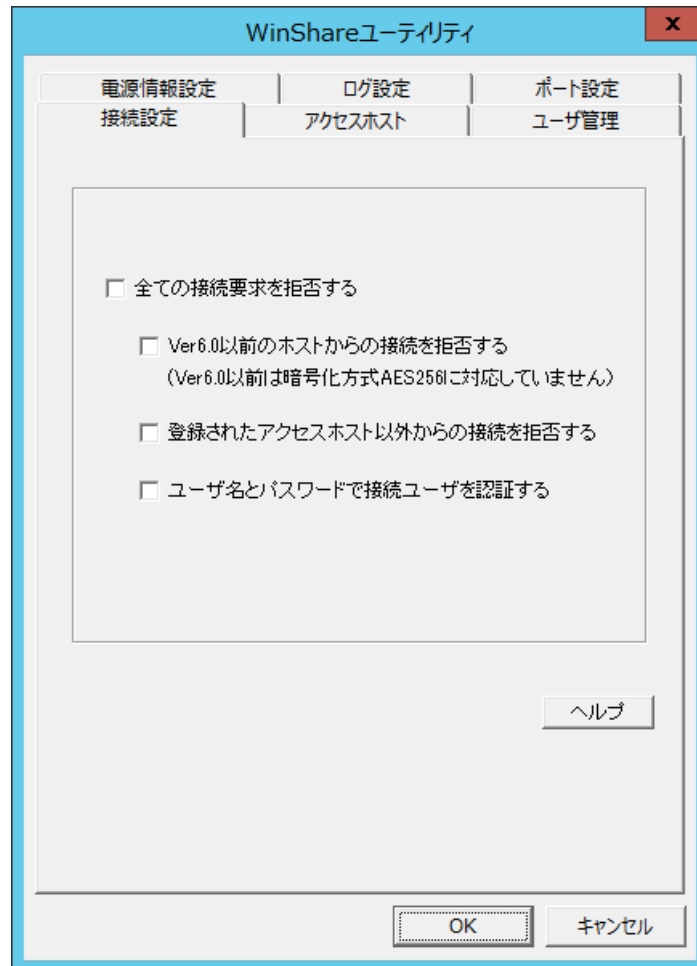 WinShareユーティリティ
x
電源情報設定
ログ設定
ポート設定
接続設定
アクセスホスト
ユーザ管理
全ての接続要求を拒否する
Ver6.0以前のホストからの接続を拒否する
(Ver6.0以前は暗号化方式AES256に対応していません)
登録されたアクセスホスト以外からの接続を拒否する
ユーザ名とパスワードで接続ユーザを認証する
ヘルプ
OK
キャンセル